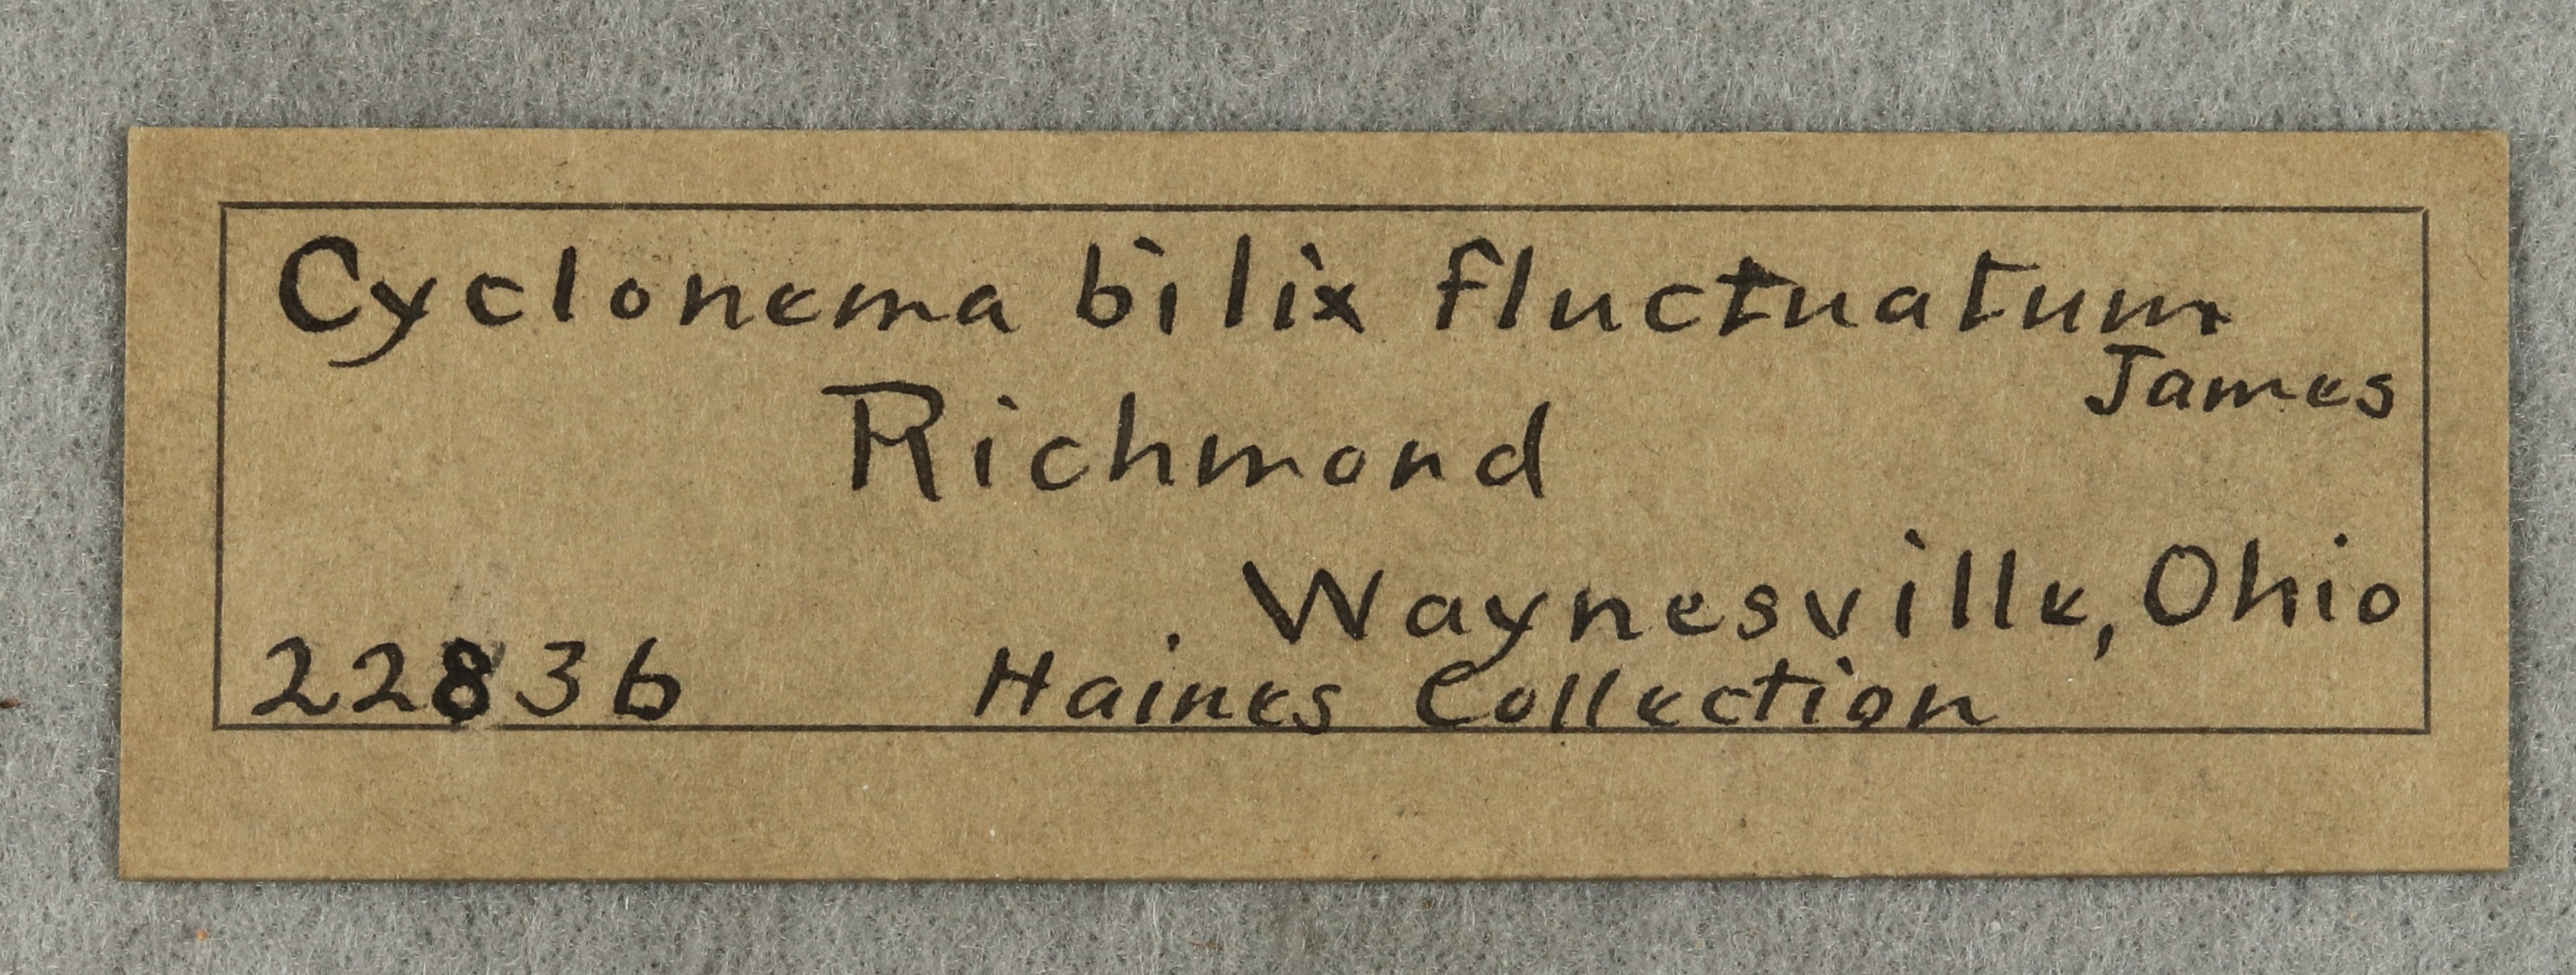 Cyclonema bilix fluctuatum
James
Richmond
Waynesville, Ohio
22836 Haines Collection